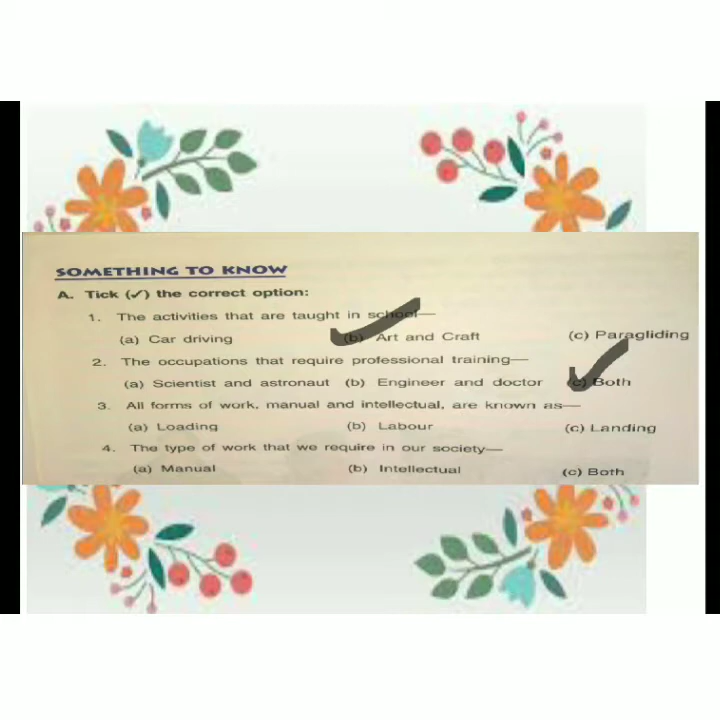 SOMETHING TO KNOW
A. Tick (✓) the correct option:
1. The activities that are taught in school—
(a) Car driving (b) Art and Craft (c) Paragliding
2. The occupations that require professional training—
(a) Scientist and astronaut (b) Engineer and doctor (c) Both
3. All forms of work, manual and intellectual, are known as—
(a) Loading (b) Labour (c) Landing
4. The type of work that we require in our society—
(a) Manual (b) Intellectual (c) Both